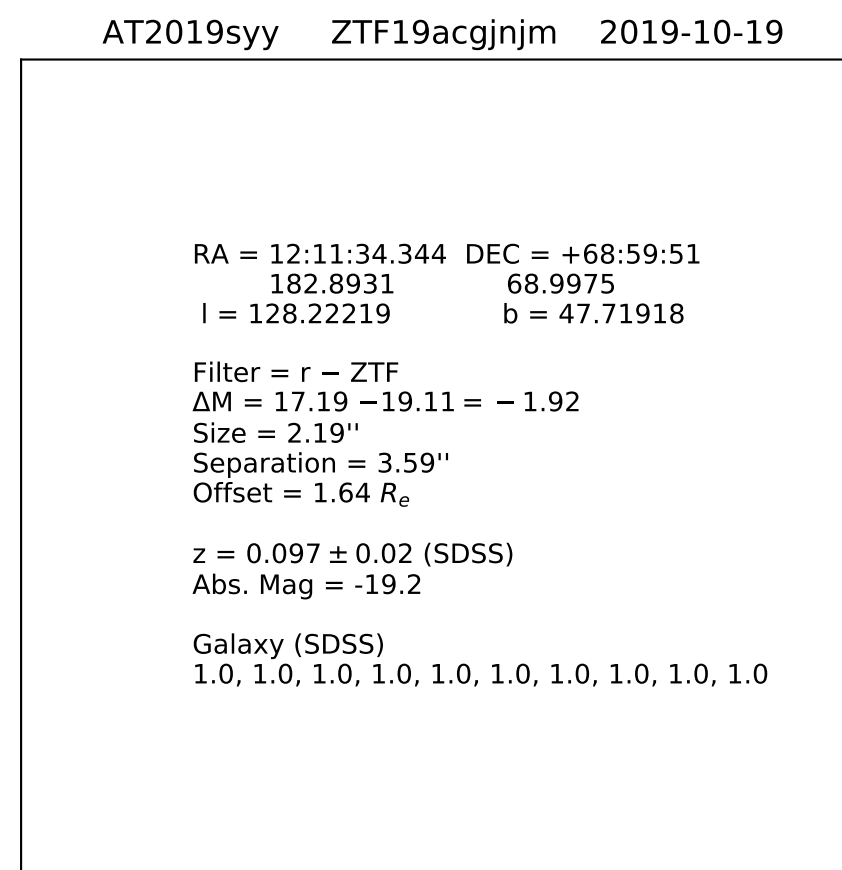 AT2019syy ZTF19acgjnjm 2019-10-19
RA = 12:11:34.344 DEC = +68:59:51
182.8931 68.9975
l = 128.22219 b = 47.71918
Filter = r − ZTF
ΔM = 17.19 −19.11 = − 1.92
Size = 2.19''
Separation = 3.59''
Offset = 1.64 Rₑ
z = 0.097 ± 0.02 (SDSS)
Abs. Mag = -19.2
Galaxy (SDSS)
1.0, 1.0, 1.0, 1.0, 1.0, 1.0, 1.0, 1.0, 1.0, 1.0